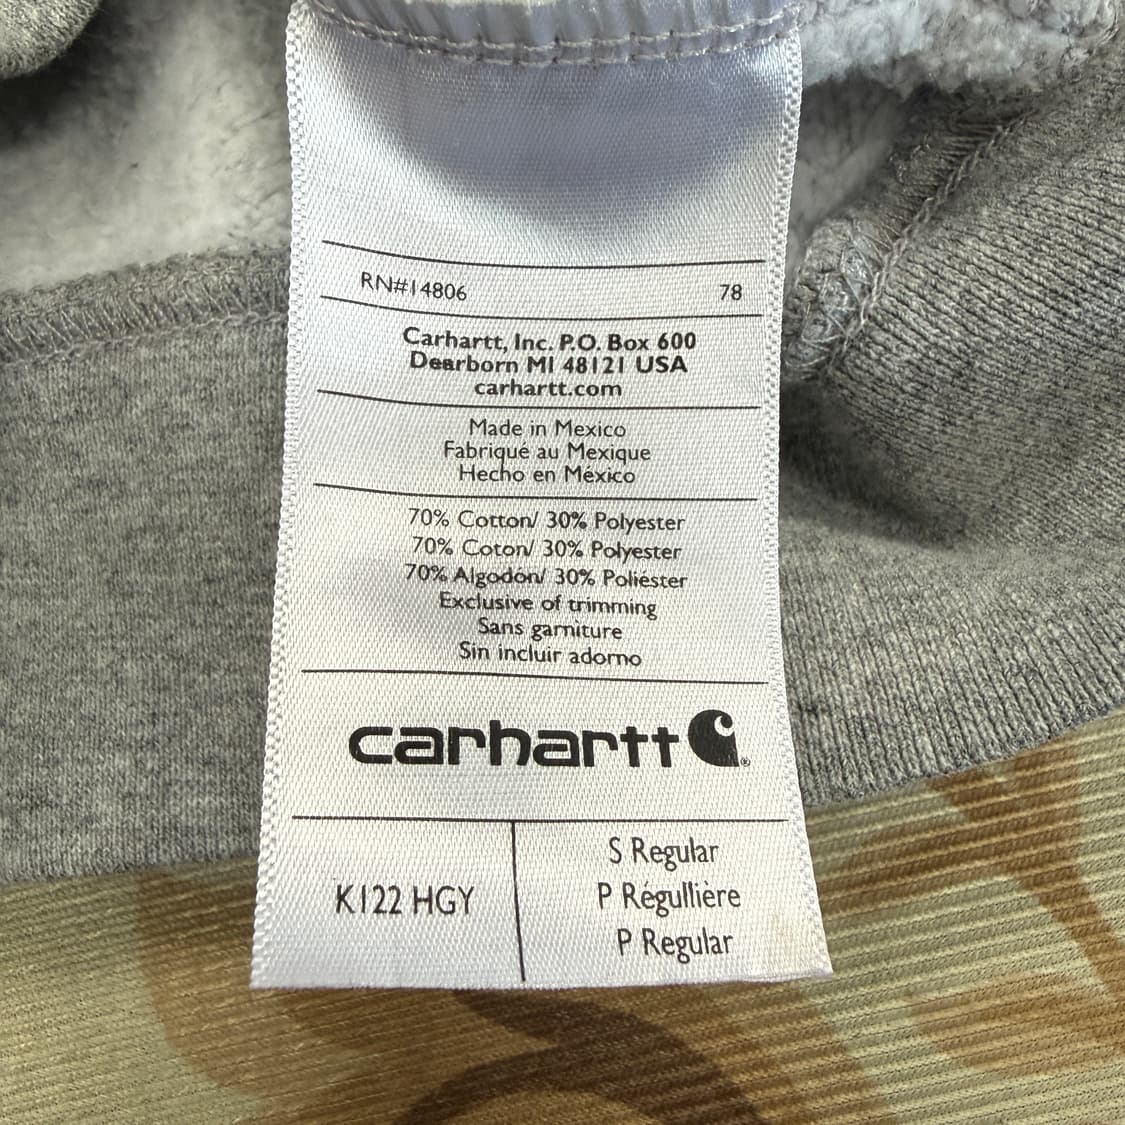 RN#14806 78
Carhartt, Inc. P.O. Box 600
Dearborn MI 48121 USA
carhartt.com
Made in Mexico
Fabriqué au Mexique
Hecho en México
70% Cotton/ 30% Polyester
70% Coton/ 30% Polyester
70% Algodón/ 30% Poliéster
Exclusive of trimming
Sans garniture
Sin incluir adorno
carhartt ®
K122 HGY
S Regular
P Régullière
P Regular